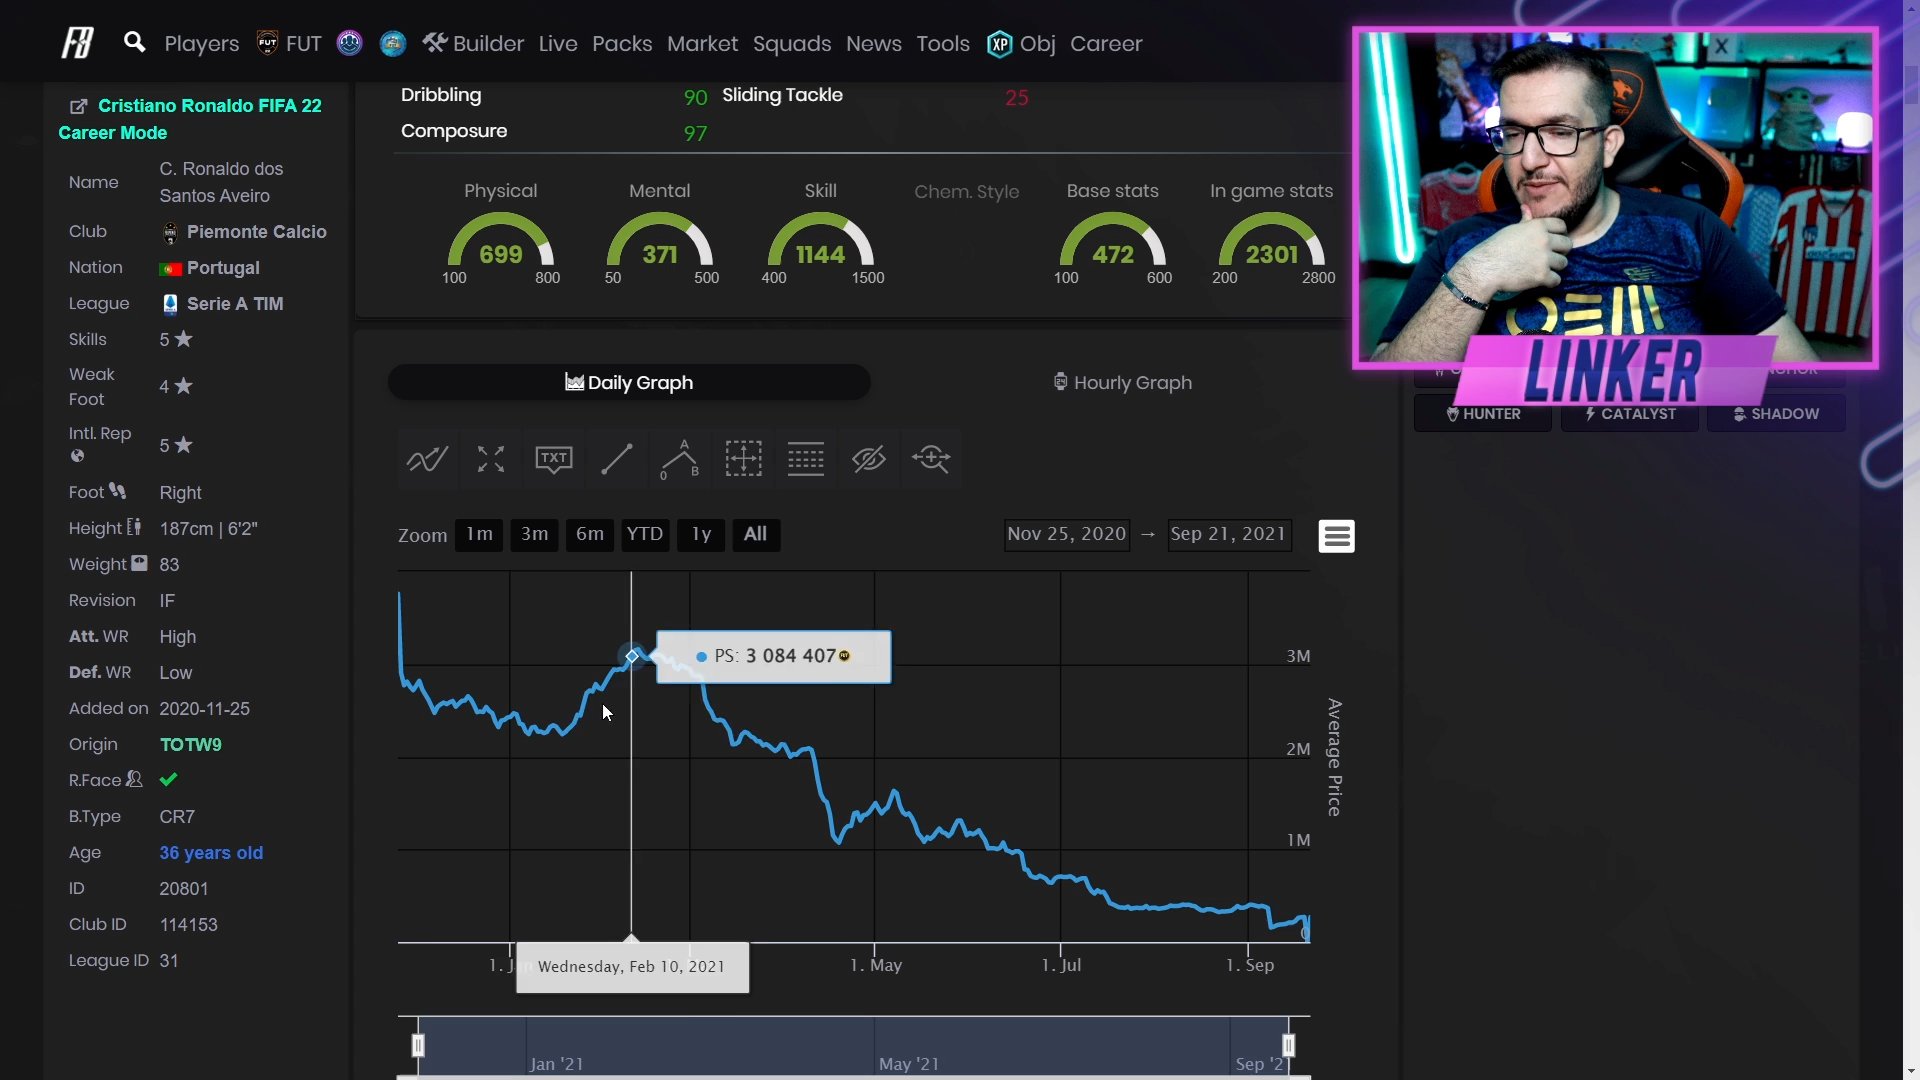 Players FUT FUT Builder Live Packs Market Squads News Tools XP Obj Career
X
Cristiano Ronaldo FIFA 22
Career Mode
Name C. Ronaldo dos
Santos Aveiro
Club Piemonte Calcio
Nation Portugal
League Serie A TIM
Skills 5
Weak
Foot 4
Intl. Rep 5
Foot Right
Height 187cm | 6'2"
Weight 83
Revision IF
Att. WR High
Def. WR Low
Added on 2020-11-25
Origin TOTW9
R.Face
B.Type CR7
Age 36 years old
ID 20801
Club ID 114153
League ID 31
Dribbling 90 Sliding Tackle 25
Composure 97
Physical Mental Skill Chem. Style Base stats In game stats
699 371 1144 472 2301
100 800 50 500 400 1500 100 600 200 2800
Daily Graph Hourly Graph
TXT
A
0 B
Zoom 1m 3m 6m YTD 1y All Nov 25, 2020 → Sep 21, 2021
PS: 3 084 407
3M
2M
1M
0
Average Price
Wednesday, Feb 10, 2021
1. May 1. Jul 1. Sep
Jan '21 May '21 Sep '2
LINKER
HUNTER CATALYST SHADOW